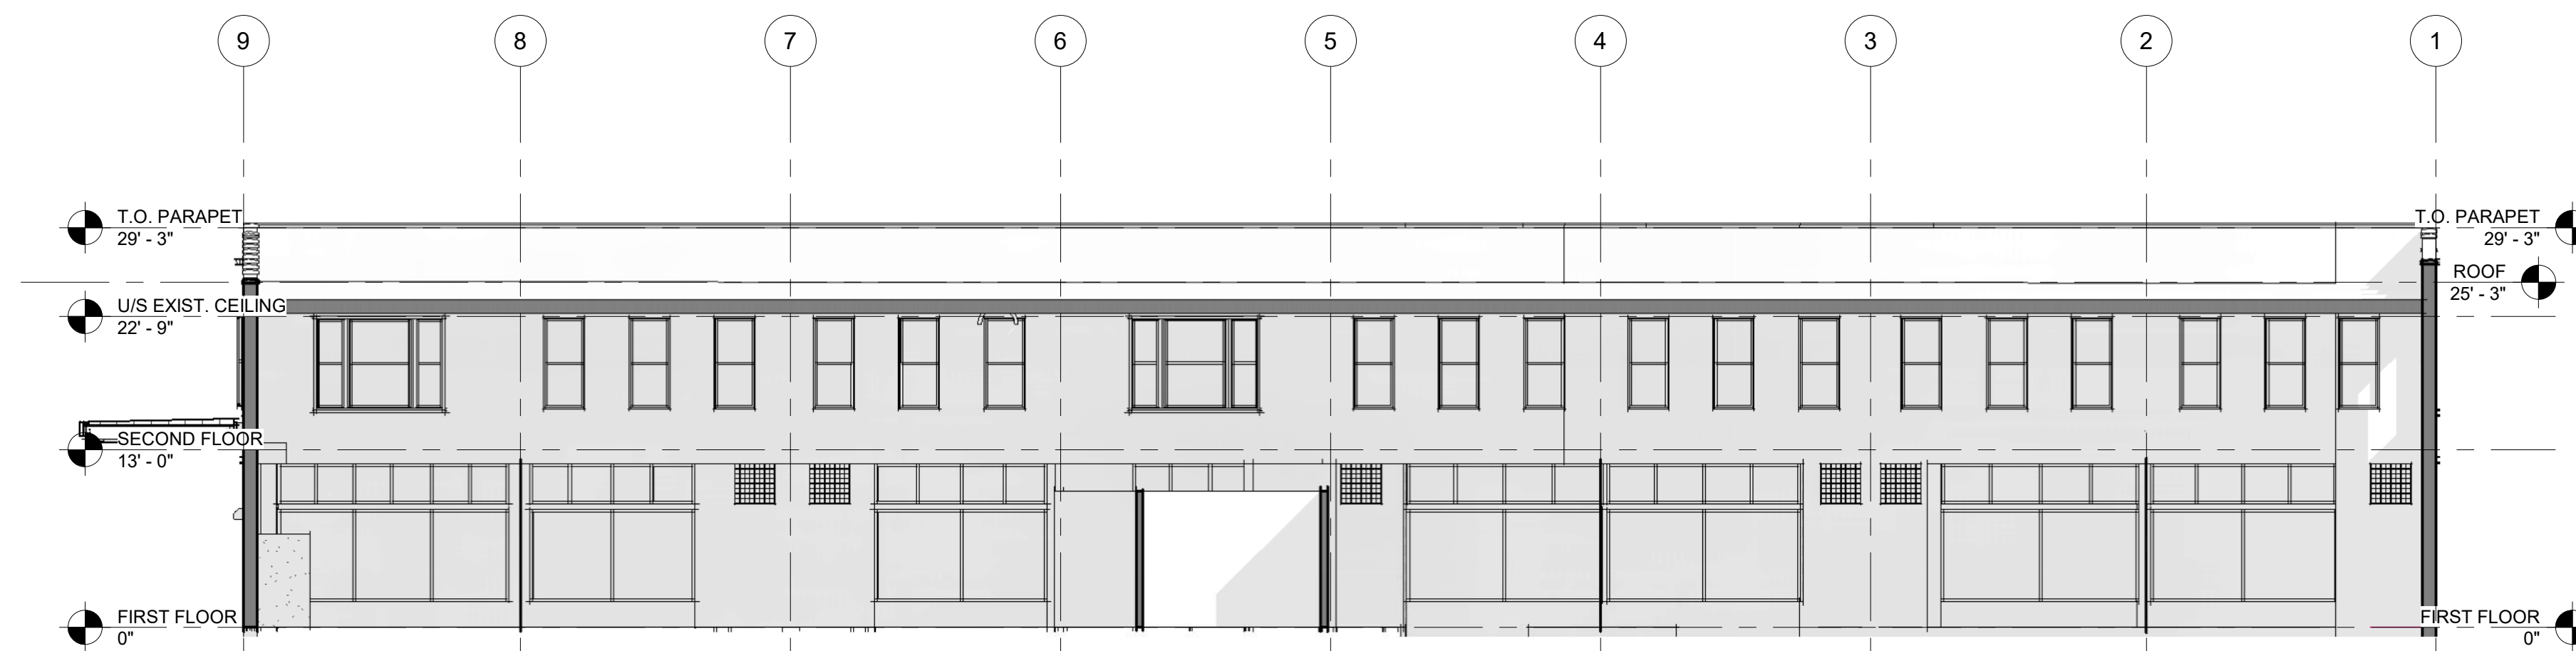 9 8 7 6 5 4 3 2 1
T.O. PARAPET
29' - 3"
U/S EXIST. CEILING
22' - 9"
SECOND FLOOR
13' - 0"
FIRST FLOOR
0"
T.O. PARAPET
29' - 3"
ROOF
25' - 3"
FIRST FLOOR
0"